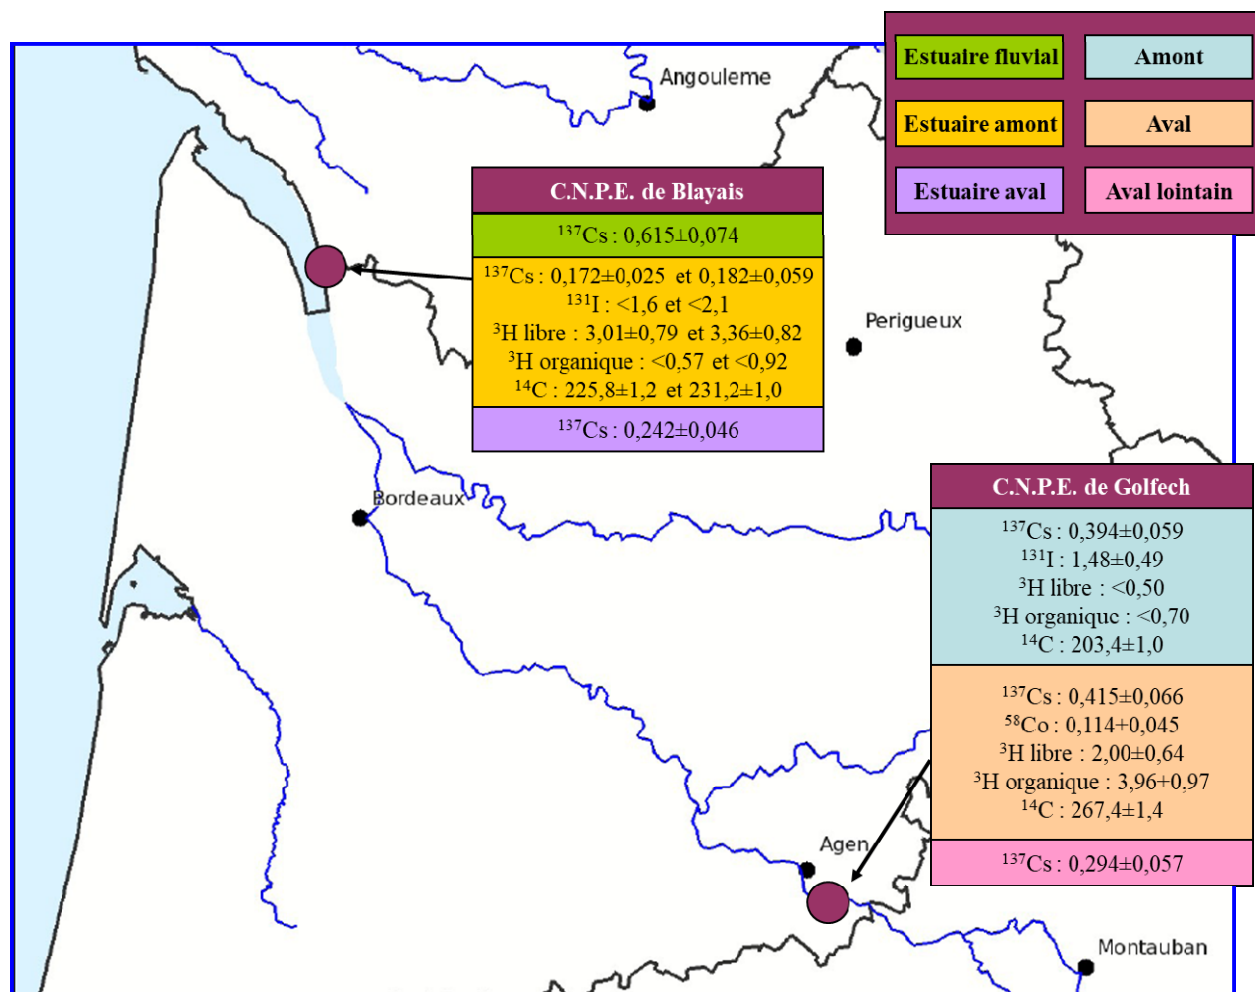 Estuaire fluvial
Amont
Estuaire amont
Aval
Estuaire aval
Aval lointain
Angouleme
C.N.P.E. de Blayais
¹³⁷Cs : 0,615±0,074
¹³⁷Cs : 0,172±0,025 et 0,182±0,059
¹³¹I : <1,6 et <2,1
³H libre : 3,01±0,79 et 3,36±0,82
³H organique : <0,57 et <0,92
¹⁴C : 225,8±1,2 et 231,2±1,0
¹³⁷Cs : 0,242±0,046
Perigueux
Bordeaux
C.N.P.E. de Golfech
¹³⁷Cs : 0,394±0,059
¹³¹I : 1,48±0,49
³H libre : <0,50
³H organique : <0,70
¹⁴C : 203,4±1,0
¹³⁷Cs : 0,415±0,066
⁵⁸Co : 0,114±0,045
³H libre : 2,00±0,64
³H organique : 3,96±0,97
¹⁴C : 267,4±1,4
¹³⁷Cs : 0,294±0,057
Agen
Montauban